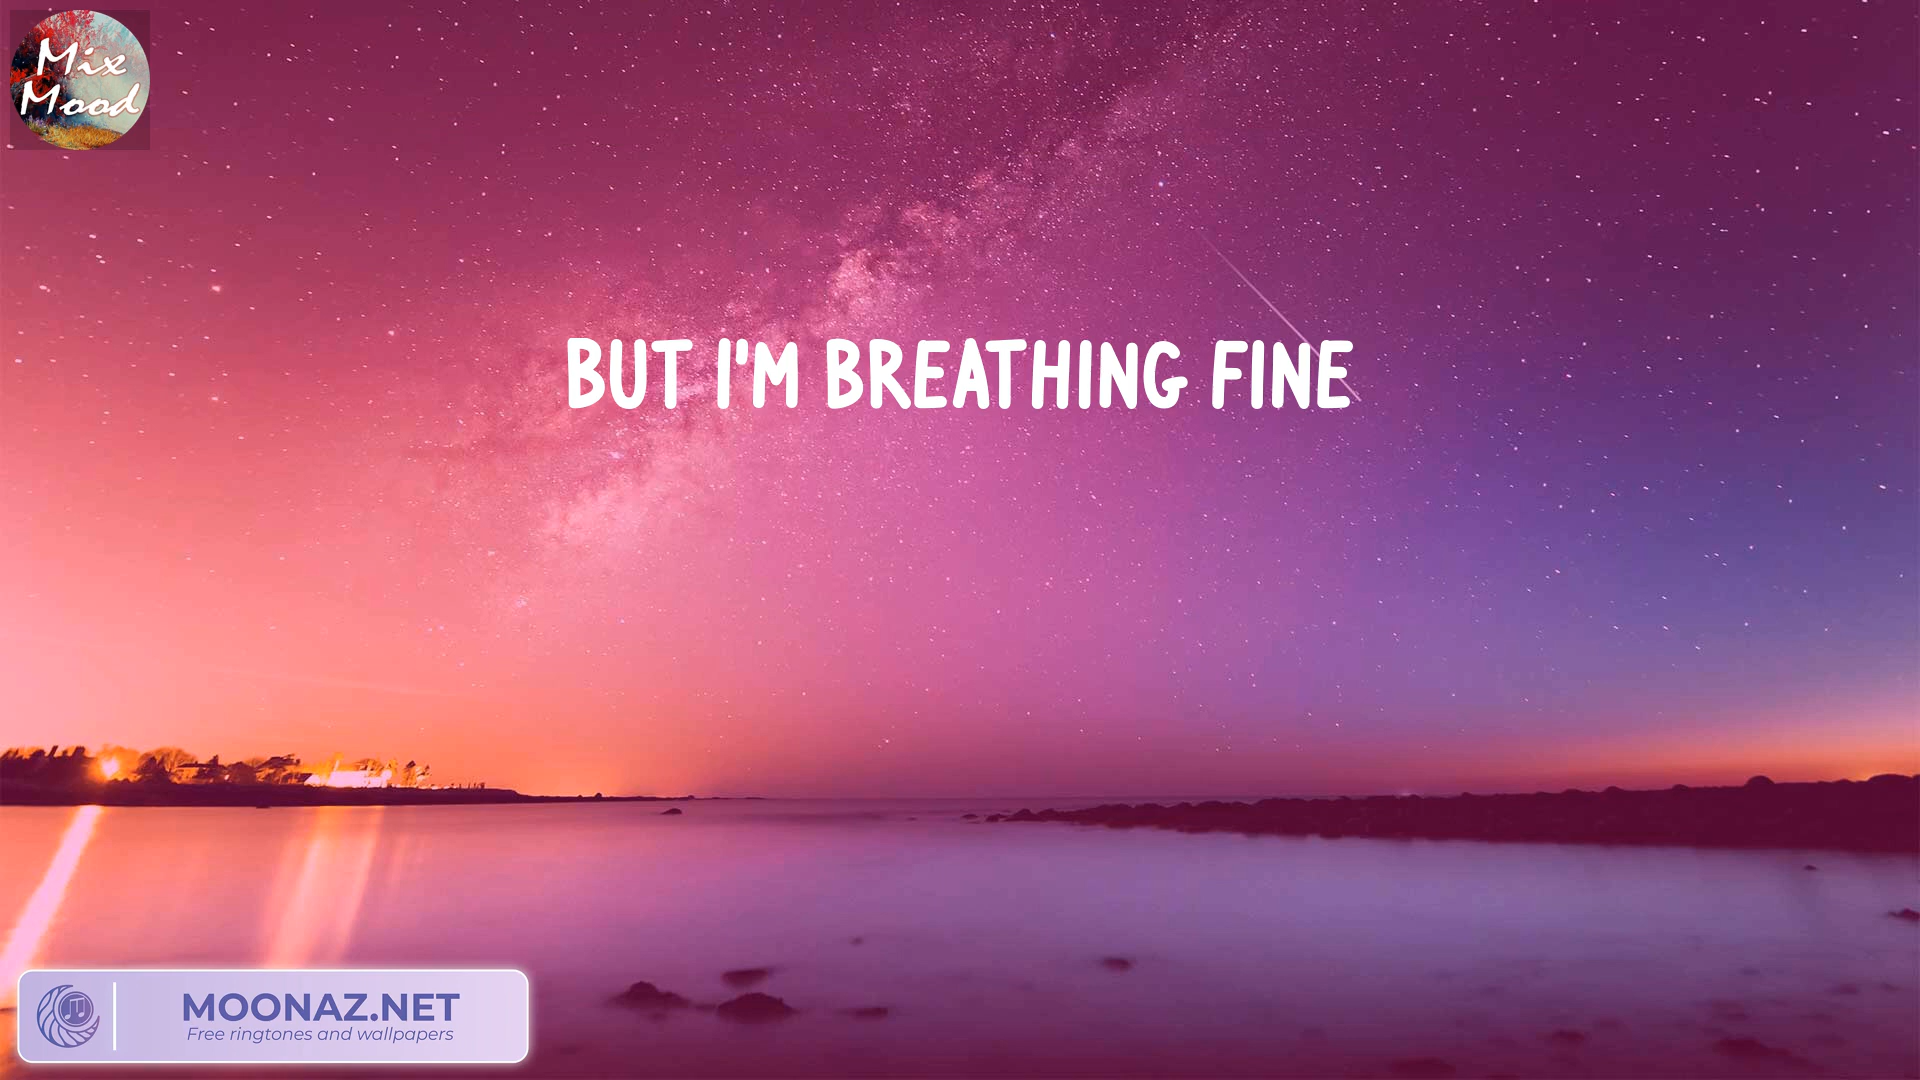 Mix
Mood
BUT I'M BREATHING FINE
MOONAZ.NET
Free ringtones and wallpapers